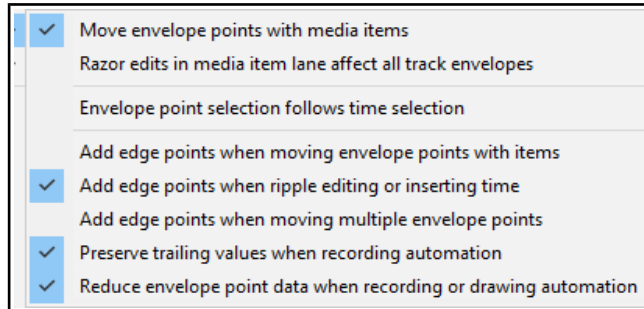 Move envelope points with media items
Razor edits in media item lane affect all track envelopes
Envelope point selection follows time selection
Add edge points when moving envelope points with items
Add edge points when ripple editing or inserting time
Add edge points when moving multiple envelope points
Preserve trailing values when recording automation
Reduce envelope point data when recording or drawing automation